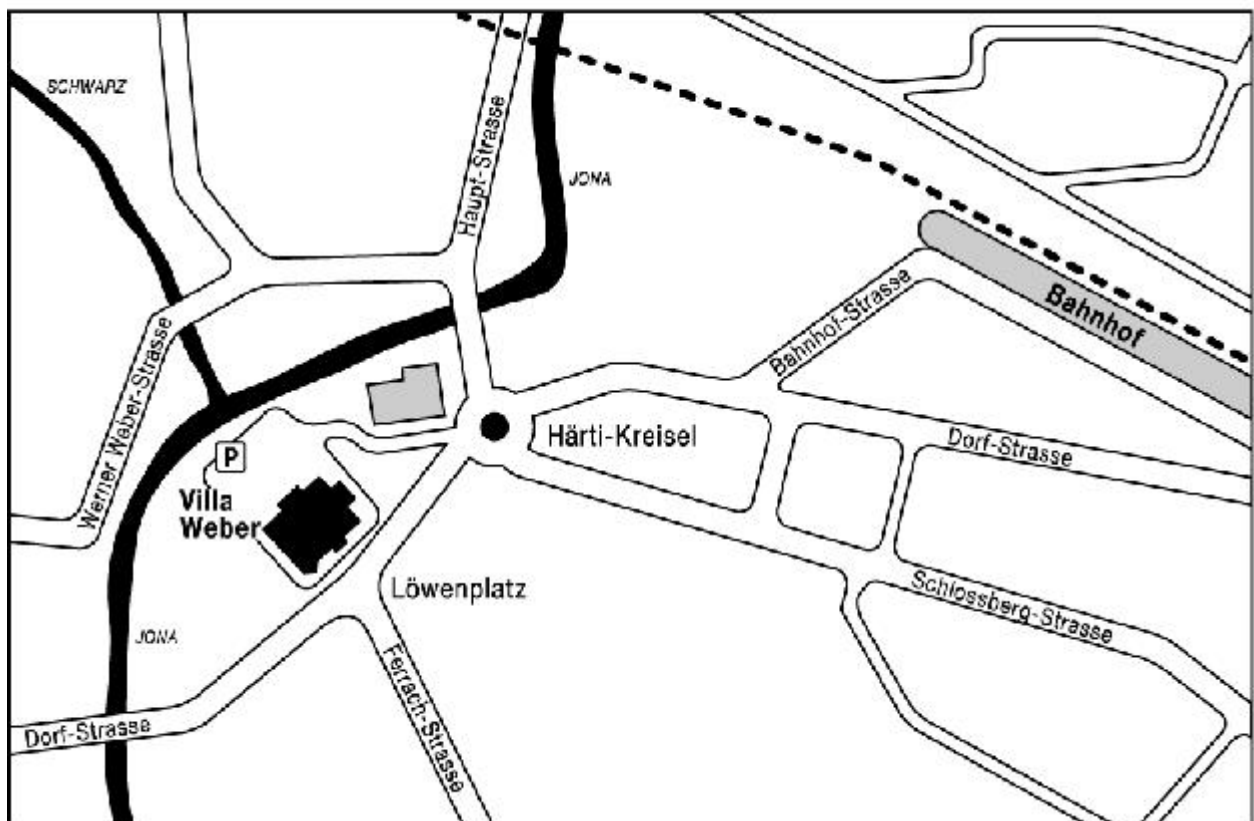 SCHWARZ
Haupt-Strasse
JONA
Bahnhof
Bahnhof-Strasse
Werner Weber-Strasse
Härti-Kreisel
Dorf-Strasse
P
Villa
Weber
Löwenplatz
Schlossberg-Strasse
JONA
Ferrach-Strasse
Dorf-Strasse